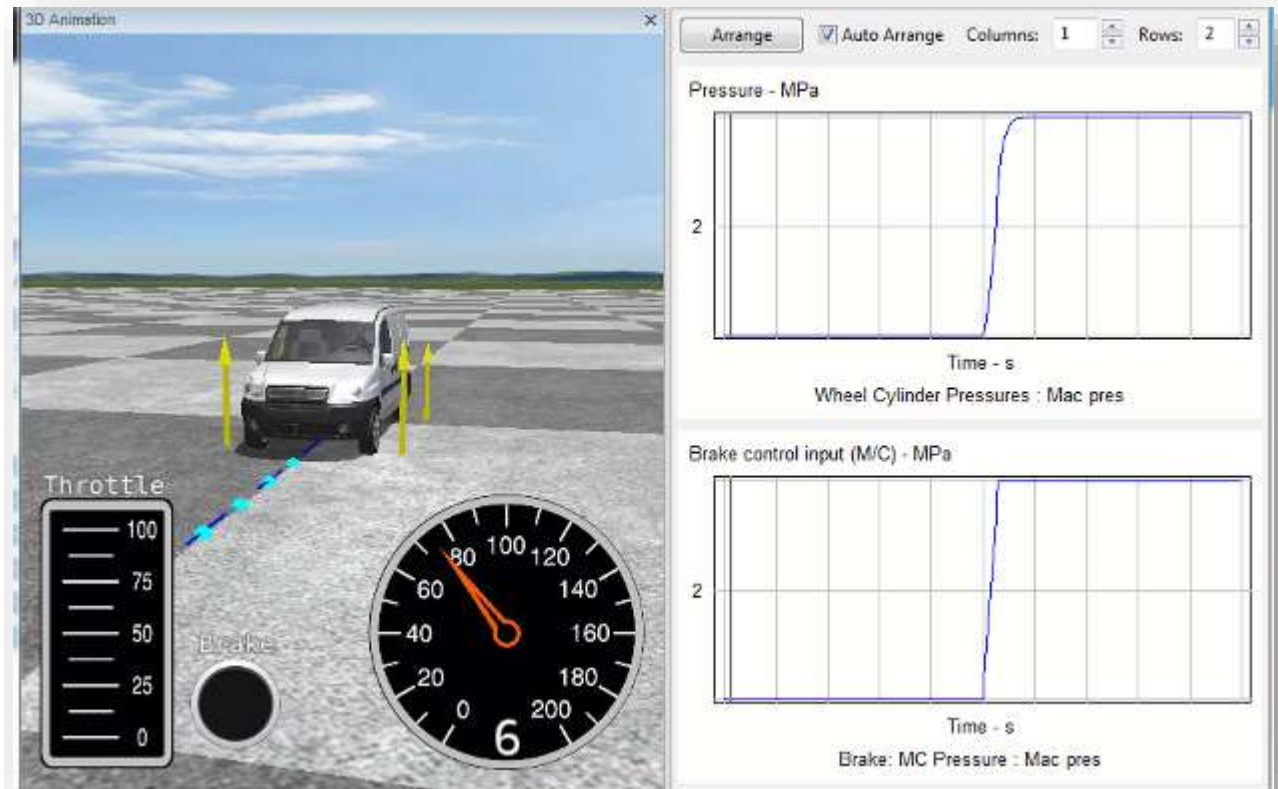 3D Animation
Arrange Auto Arrange Columns: 1 Rows: 2
Pressure - MPa
2
Time - s
Wheel Cylinder Pressures : Mac pres
Brake control input (M/C) - MPa
2
Time - s
Brake: MC Pressure : Mac pres
Throttle
100
75
50
25
0
Brake
0
20
40
60
80
100
120
140
160
180
200
6